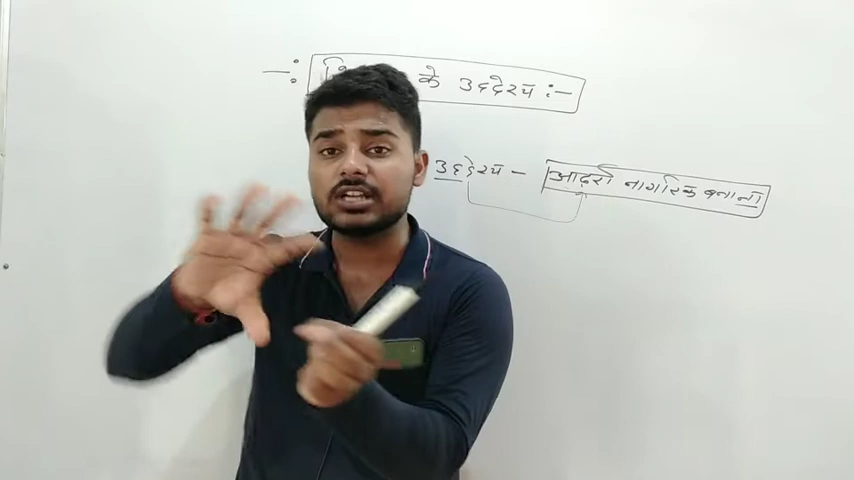 -: के उद्देश्य :-
उद्देश्य - आदर्श नागरिक बनाना